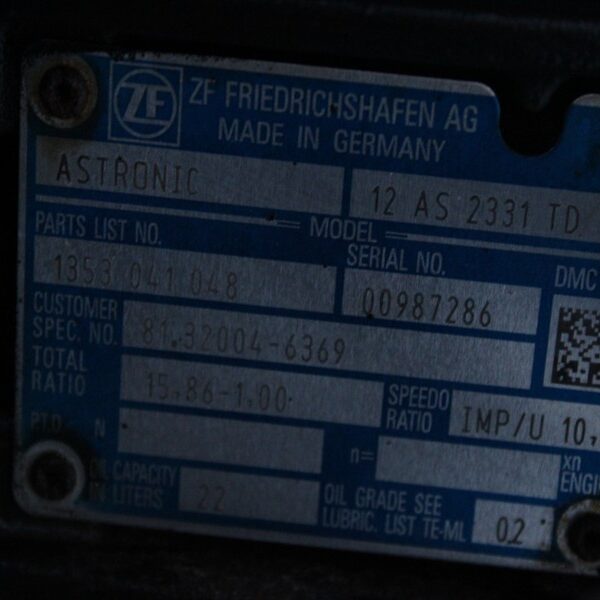 ZF ZF FRIEDRICHSHAFEN AG
MADE IN GERMANY
ASTRONIC 12 AS 2331 TD
MODEL
PARTS LIST NO. SERIAL NO. DMC
1353 041 048 00987286
CUSTOMER
SPEC. NO. 81.32004-6369
TOTAL
RATIO 15.86-1.00 SPEEDO
RATIO IMP/U 10,
P.T.O. N n= xn
ENGI
CAPACITY
IN LITERS 22 OIL GRADE SEE
LUBRIC. LIST TE-ML 02